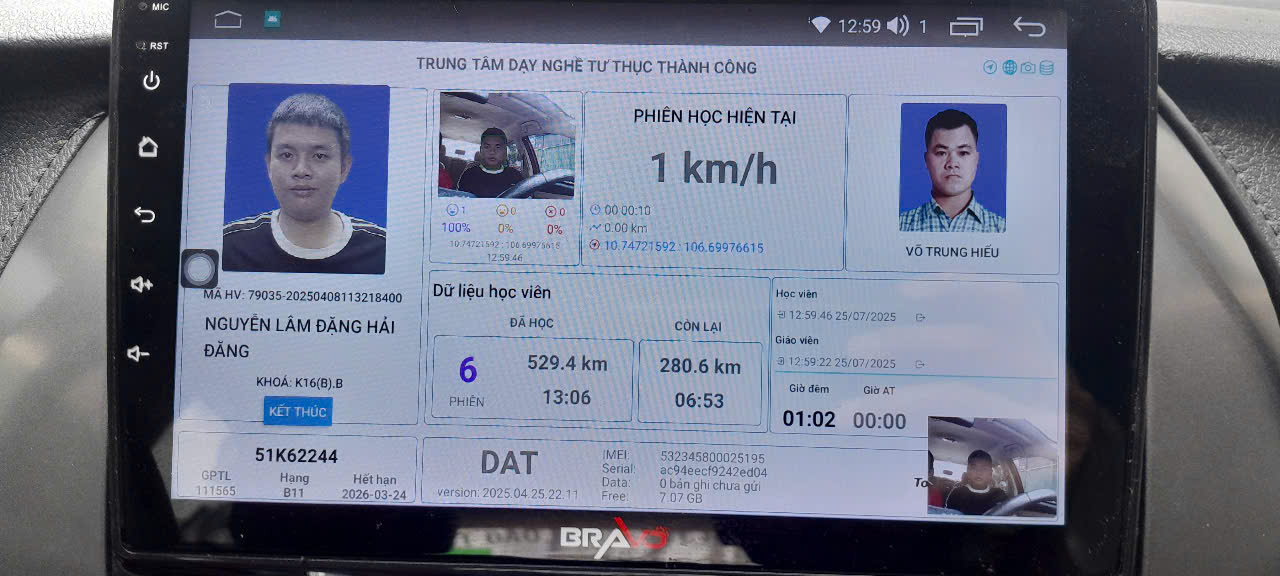 MIC
RST
12:59
1
TRUNG TÂM DẠY NGHỀ TƯ THỤC THÀNH CÔNG
MÃ HV: 79035-20250408113218400
NGUYỄN LÂM ĐẶNG HẢI
ĐĂNG
KHOÁ: K16(B).B
KẾT THÚC
1 0 0
100% 0% 0%
10.74721592 : 106.69976615
12:59:46
PHIÊN HỌC HIỆN TẠI
1 km/h
00:00:10
0.00 km
10.74721592 : 106.69976615
VÕ TRUNG HIẾU
Dữ liệu học viên
ĐÃ HỌC
6
PHIÊN
529.4 km
13:06
CÒN LẠI
280.6 km
06:53
Học viên
12:59:46 25/07/2025
Giáo viên
12:59:22 25/07/2025
Giờ đêm Giờ AT
01:02 00:00
51K62244
GPTL Hạng Hết hạn
111565 B11 2026-03-24
DAT
version: 2025.04.25.22.11
IMEI: 532345800025195
Serial: ac94eecf9242ed04
Data: 0 bản ghi chưa gửi
Free: 7.07 GB
BRAVO